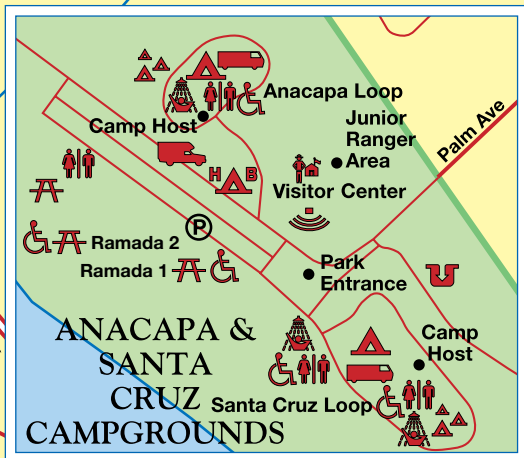 Anacapa Loop
Camp Host
Junior
Ranger
Area
Palm Ave
H B
Visitor Center
P
Ramada 2
Ramada 1
Park
Entrance
ANACAPA &
SANTA
CRUZ
CAMPGROUNDS
Camp
Host
Santa Cruz Loop